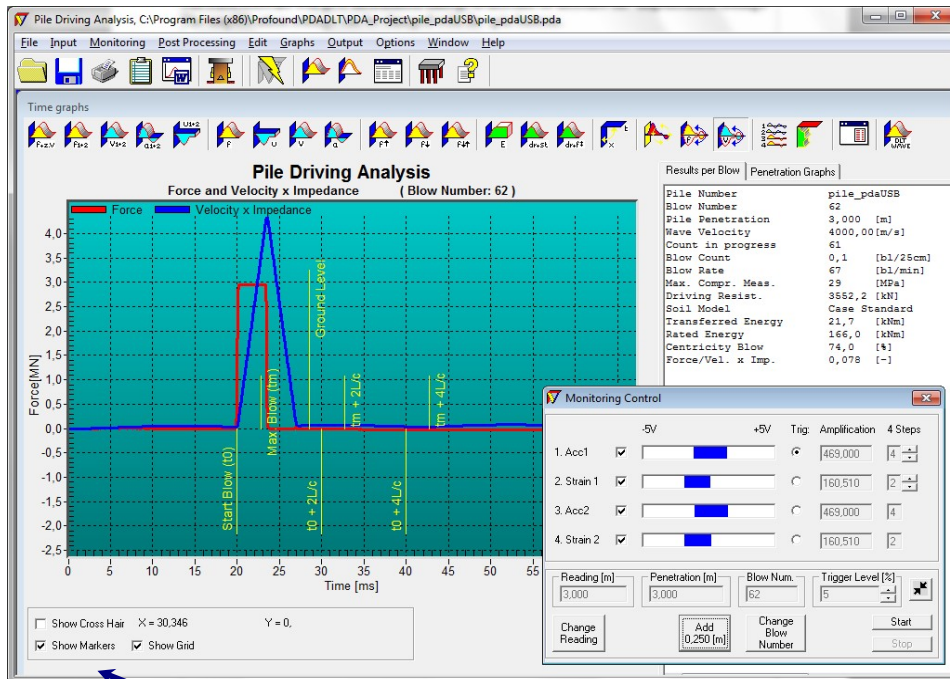 Pile Driving Analysis, C:\Program Files (x86)\Profound\PDADLT\PDA_Project\pile_pdaUSB\pile_pdaUSB.pda
File Input Monitoring Post Processing Edit Graphs Output Options Window Help
Time graphs
Pile Driving Analysis
Force and Velocity x Impedance ( Blow Number: 62 )
Force Velocity x Impedance
4,0
3,5
3,0
2,5
2,0
1,5
1,0
0,5
0,0
-0,5
-1,0
-1,5
-2,0
-2,5
Force[MN]
Start Blow (t0)
Max. Blow (tm)
Ground Level
t0 + 2L/c
tm + 2L/c
t0 + 4L/c
tm + 4L/c
0 5 10 15 20 25 30 35 40 45 50 55
Time [ms]
Show Cross Hair X = 30,346 Y = 0,
Show Markers Show Grid
Results per Blow Penetration Graphs
Pile Number pile_pdaUSB
Blow Number 62
Pile Penetration 3,000 [m]
Wave Velocity 4000,00[m/s]
Count in progress 61
Blow Count 0,1 [bl/25cm]
Blow Rate 67 [bl/min]
Max. Compr. Meas. 29 [MPa]
Driving Resist. 3552,2 [kN]
Soil Model Case Standard
Transferred Energy 21,7 [kNm]
Rated Energy 166,0 [kNm]
Centricity Blow 74,0 [%]
Force/Vel. x Imp. 0,078 [-]
Monitoring Control
-5V +5V Trig: Amplification 4 Steps
1. Acc1 469,000 4
2. Strain 1 160,510 2
3. Acc2 469,000 4
4. Strain 2 160,510 2
Reading [m] Penetration [m] Blow Num. Trigger Level [%]
3,000 3,000 62 5
Change Reading
Add 0,250 [m]
Change Blow Number
Start
Stop